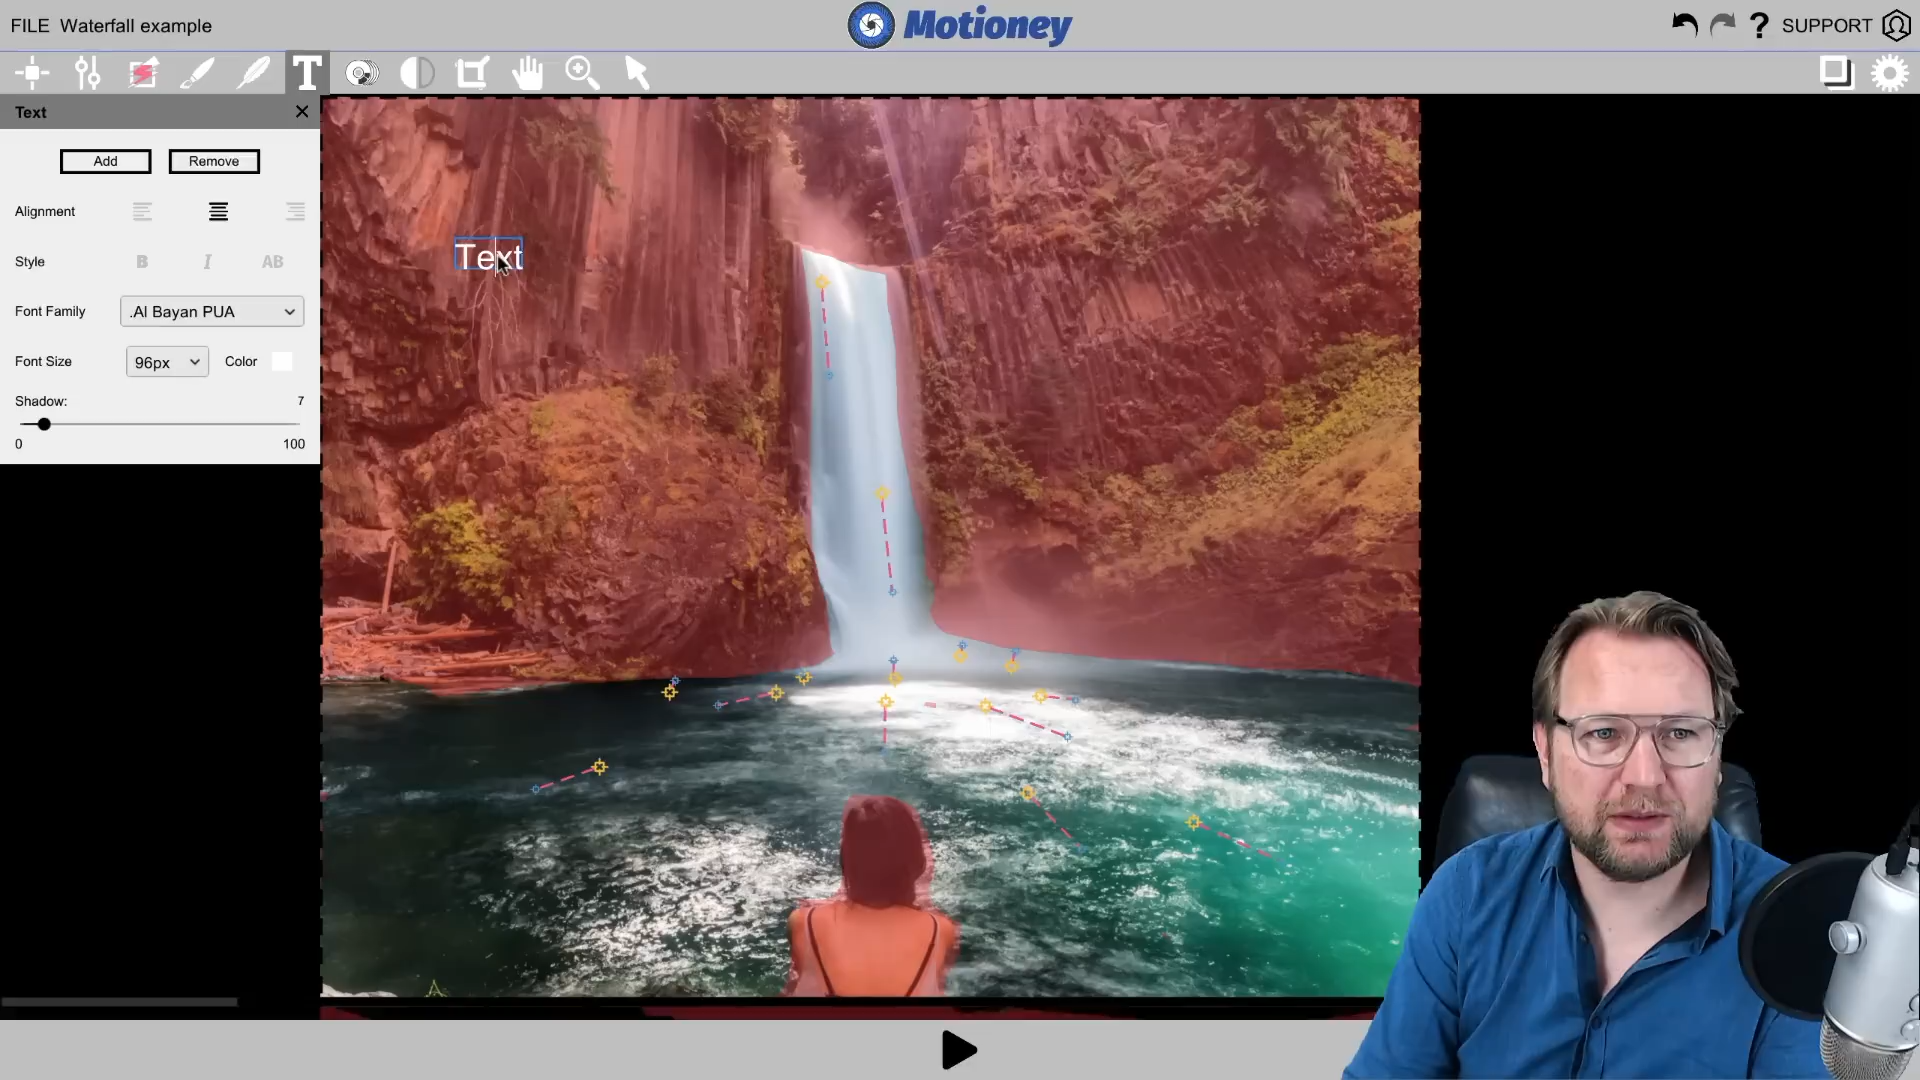 FILE Waterfall example
Motioney
? SUPPORT
T
Text
Add Remove
Alignment
Style B I AB
Font Family .Al Bayan PUA
Font Size 96px Color
Shadow: 7
0 100
Text